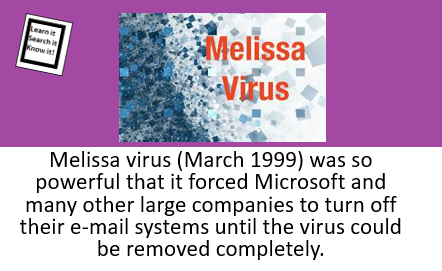 Learn it
Search it
Know it!
Melissa
Virus
Melissa virus (March 1999) was so
powerful that it forced Microsoft and
many other large companies to turn off
their e-mail systems until the virus could
be removed completely.